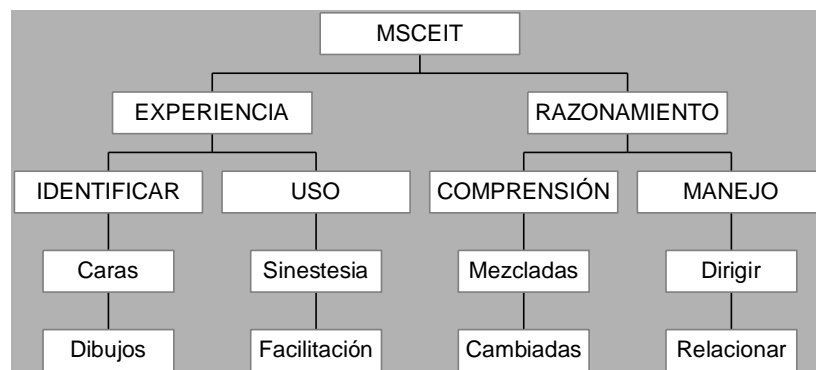 MSCEIT
EXPERIENCIA
RAZONAMIENTO
IDENTIFICAR
USO
COMPRENSIÓN
MANEJO
Caras
Sinestesia
Mezcladas
Dirigir
Dibujos
Facilitación
Cambiadas
Relacionar